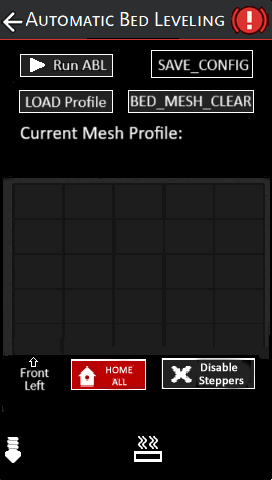 Automatic Bed Leveling
Run ABL
SAVE_CONFIG
LOAD Profile
BED_MESH_CLEAR
Current Mesh Profile:
Front
Left
HOME
ALL
Disable
Steppers